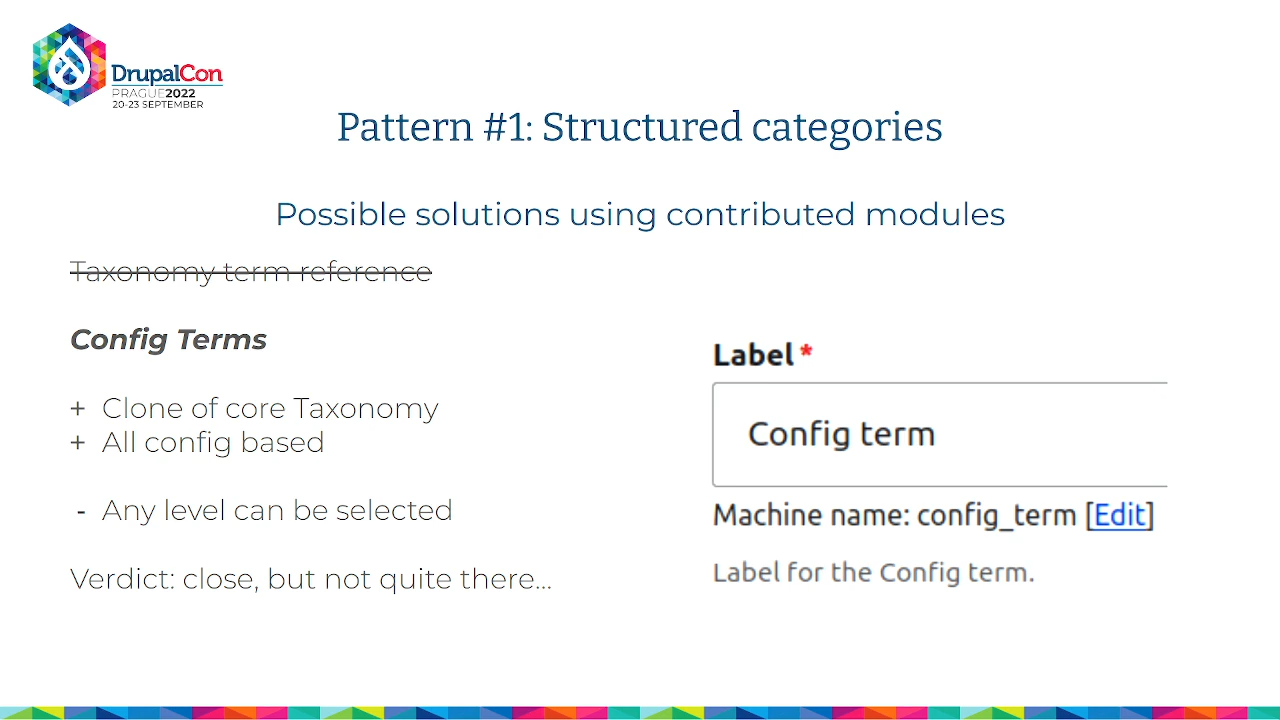 DrupalCon
PRAGUE2022
20-23 SEPTEMBER
Pattern #1: Structured categories
Possible solutions using contributed modules
Taxonomy term reference
Config Terms
+ Clone of core Taxonomy
+ All config based
- Any level can be selected
Verdict: close, but not quite there...
Label *
Config term
Machine name: config_term [Edit]
Label for the Config term.